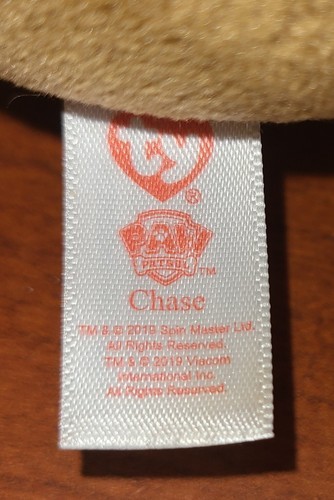 ®
PAW
PATROL
TM
Chase
TM & © 2019 Spin Master Ltd.
All Rights Reserved.
TM & © 2019 Viacom
International Inc.
All Rights Reserved.